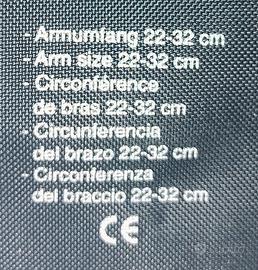 - Armumfang 22-32 cm
- Arm size 22-32 cm
- Circonférence
de bras 22-32 cm
- Circunferencia
del brazo 22-32 cm
- Circonferenza
del braccio 22-32 cm
CE